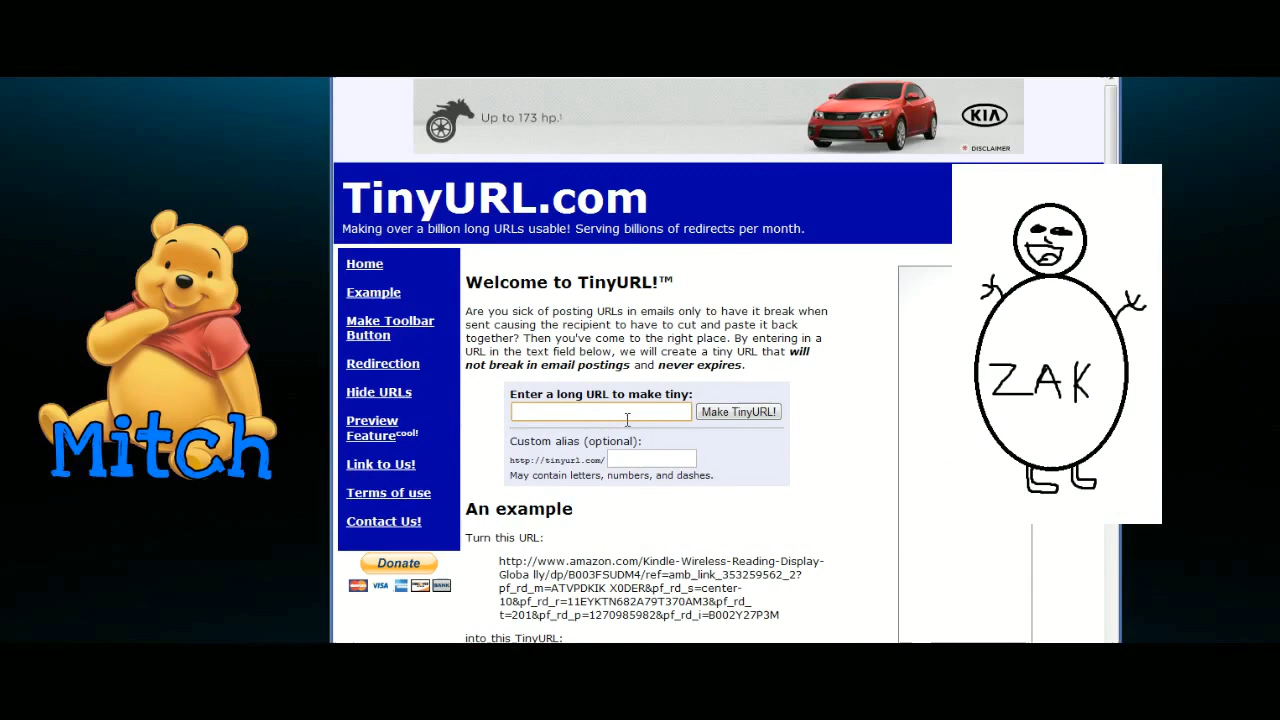 Up to 173 hp.¹
KIA
* DISCLAIMER
TinyURL.com
Making over a billion long URLs usable! Serving billions of redirects per month.
Home
Example
Make Toolbar
Button
Redirection
Hide URLs
Preview
Featurecool!
Link to Us!
Terms of use
Contact Us!
Donate
VISA
BANK
Welcome to TinyURL!™
Are you sick of posting URLs in emails only to have it break when
sent causing the recipient to have to cut and paste it back
together? Then you've come to the right place. By entering in a
URL in the text field below, we will create a tiny URL that will
not break in email postings and never expires.
Enter a long URL to make tiny:
Make TinyURL!
Custom alias (optional):
http://tinyurl.com/
May contain letters, numbers, and dashes.
An example
Turn this URL:
http://www.amazon.com/Kindle-Wireless-Reading-Display-
Globa lly/dp/B003FSUDM4/ref=amb_link_353259562_2?
pf_rd_m=ATVPDKIK X0DER&pf_rd_s=center-
10&pf_rd_r=11EYKTN682A79T370AM3&pf_rd_
t=201&pf_rd_p=1270985982&pf_rd_i=B002Y27P3M
into this TinyURL:
Mitch
ZAK